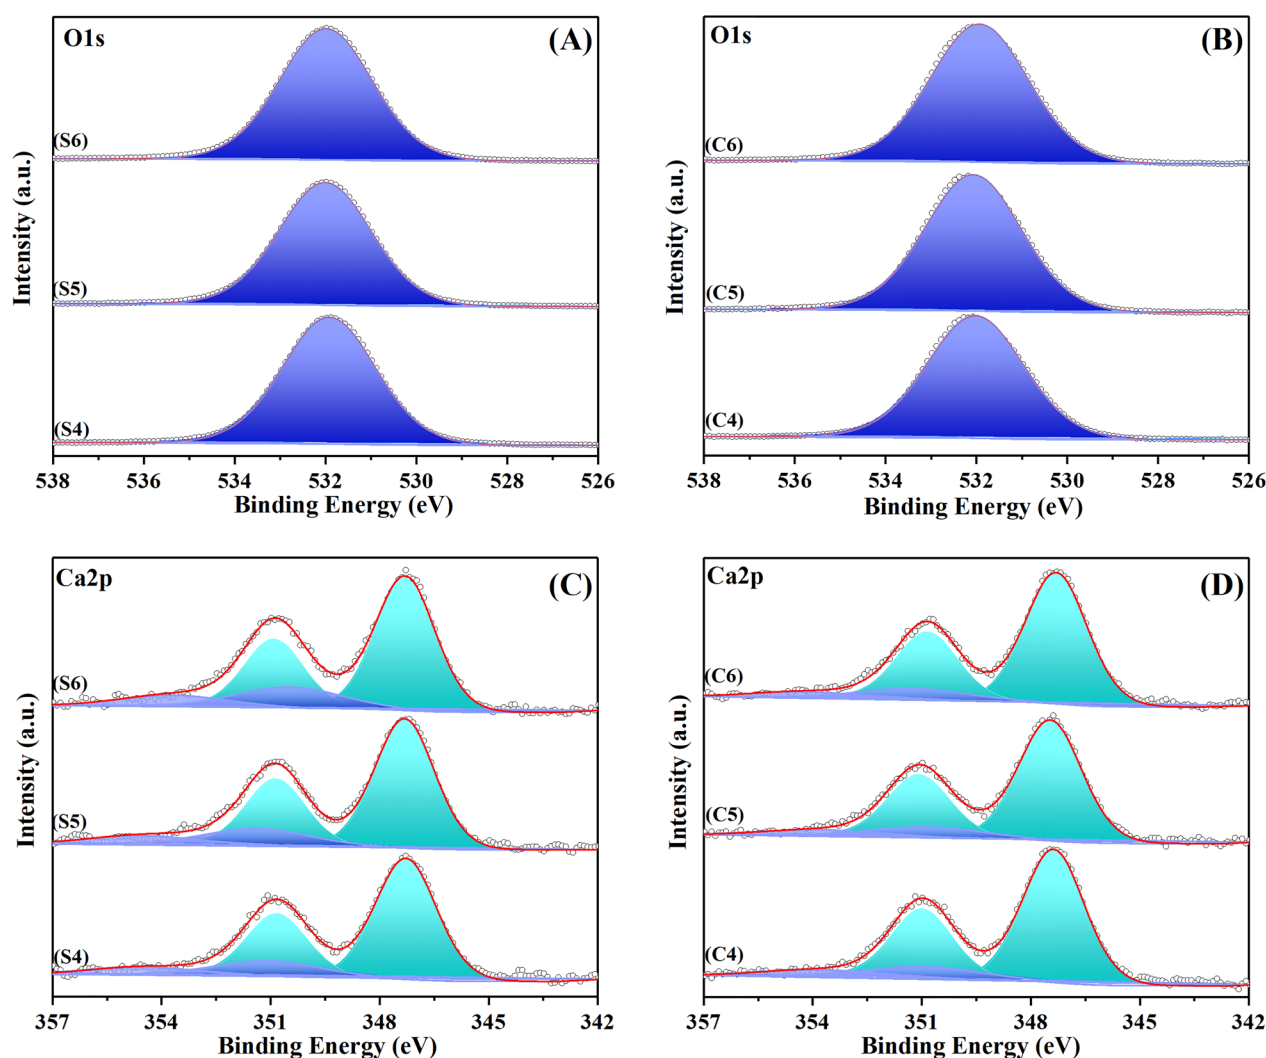 O1s
(A)
(S6)
(S5)
(S4)
Intensity (a.u.)
538 536 534 532 530 528 526
Binding Energy (eV)
O1s
(B)
(C6)
(C5)
(C4)
Intensity (a.u.)
538 536 534 532 530 528 526
Binding Energy (eV)
Ca2p
(C)
(S6)
(S5)
(S4)
Intensity (a.u.)
357 354 351 348 345 342
Binding Energy (eV)
Ca2p
(D)
(C6)
(C5)
(C4)
Intensity (a.u.)
357 354 351 348 345 342
Binding Energy (eV)